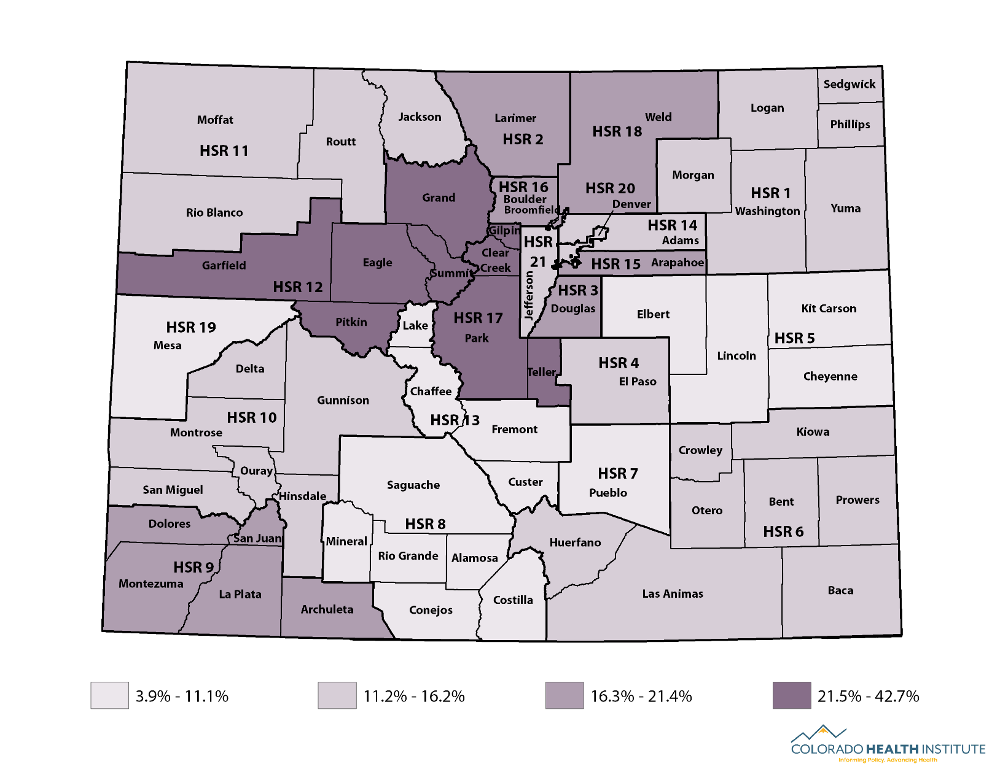 Sedgwick
Logan
Moffat
Jackson
Larimer
Weld
Phillips
HSR 18
HSR 2
Routt
HSR 11
Morgan
HSR 16
HSR 20
HSR 1
Grand
Boulder
Denver
Broomfield
Washington
Yuma
Rio Blanco
HSR 14
Gilpin
Adams
HSR
21
Clear
Creek
Garfield
Eagle
HSR 15
Arapahoe
Summit
HSR 12
HSR 3
Jefferson
Douglas
Kit Carson
Elbert
HSR 17
Pitkin
HSR 19
Lake
Park
HSR 5
Mesa
Lincoln
Delta
HSR 4
Teller
Cheyenne
El Paso
Chaffee
Gunnison
HSR 10
HSR 13
Fremont
Montrose
Kiowa
Crowley
Ouray
HSR 7
Custer
Saguache
San Miguel
Pueblo
Hinsdale
Bent
Prowers
Otero
Dolores
HSR 8
HSR 6
San Juan
Mineral
Huerfano
Rio Grande
Alamosa
HSR 9
Montezuma
La Plata
Las Animas
Baca
Costilla
Archuleta
Conejos
3.9% - 11.1%
11.2% - 16.2%
16.3% - 21.4%
21.5% - 42.7%
COLORADO HEALTH INSTITUTE
Informing Policy. Advancing Health